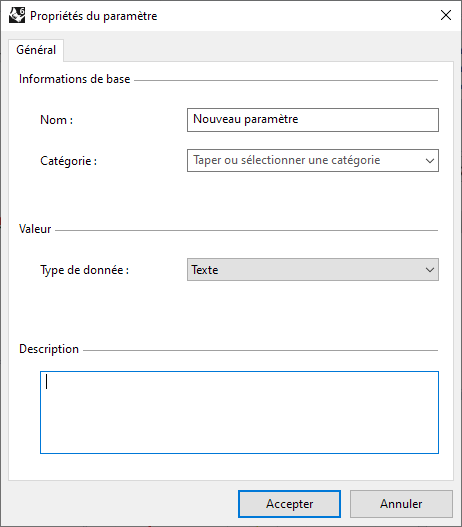 Propriétés du paramètre
Général
Informations de base
Nom :
Nouveau paramètre
Catégorie :
Taper ou sélectionner une catégorie
Valeur
Type de donnée :
Texte
Description
Accepter
Annuler